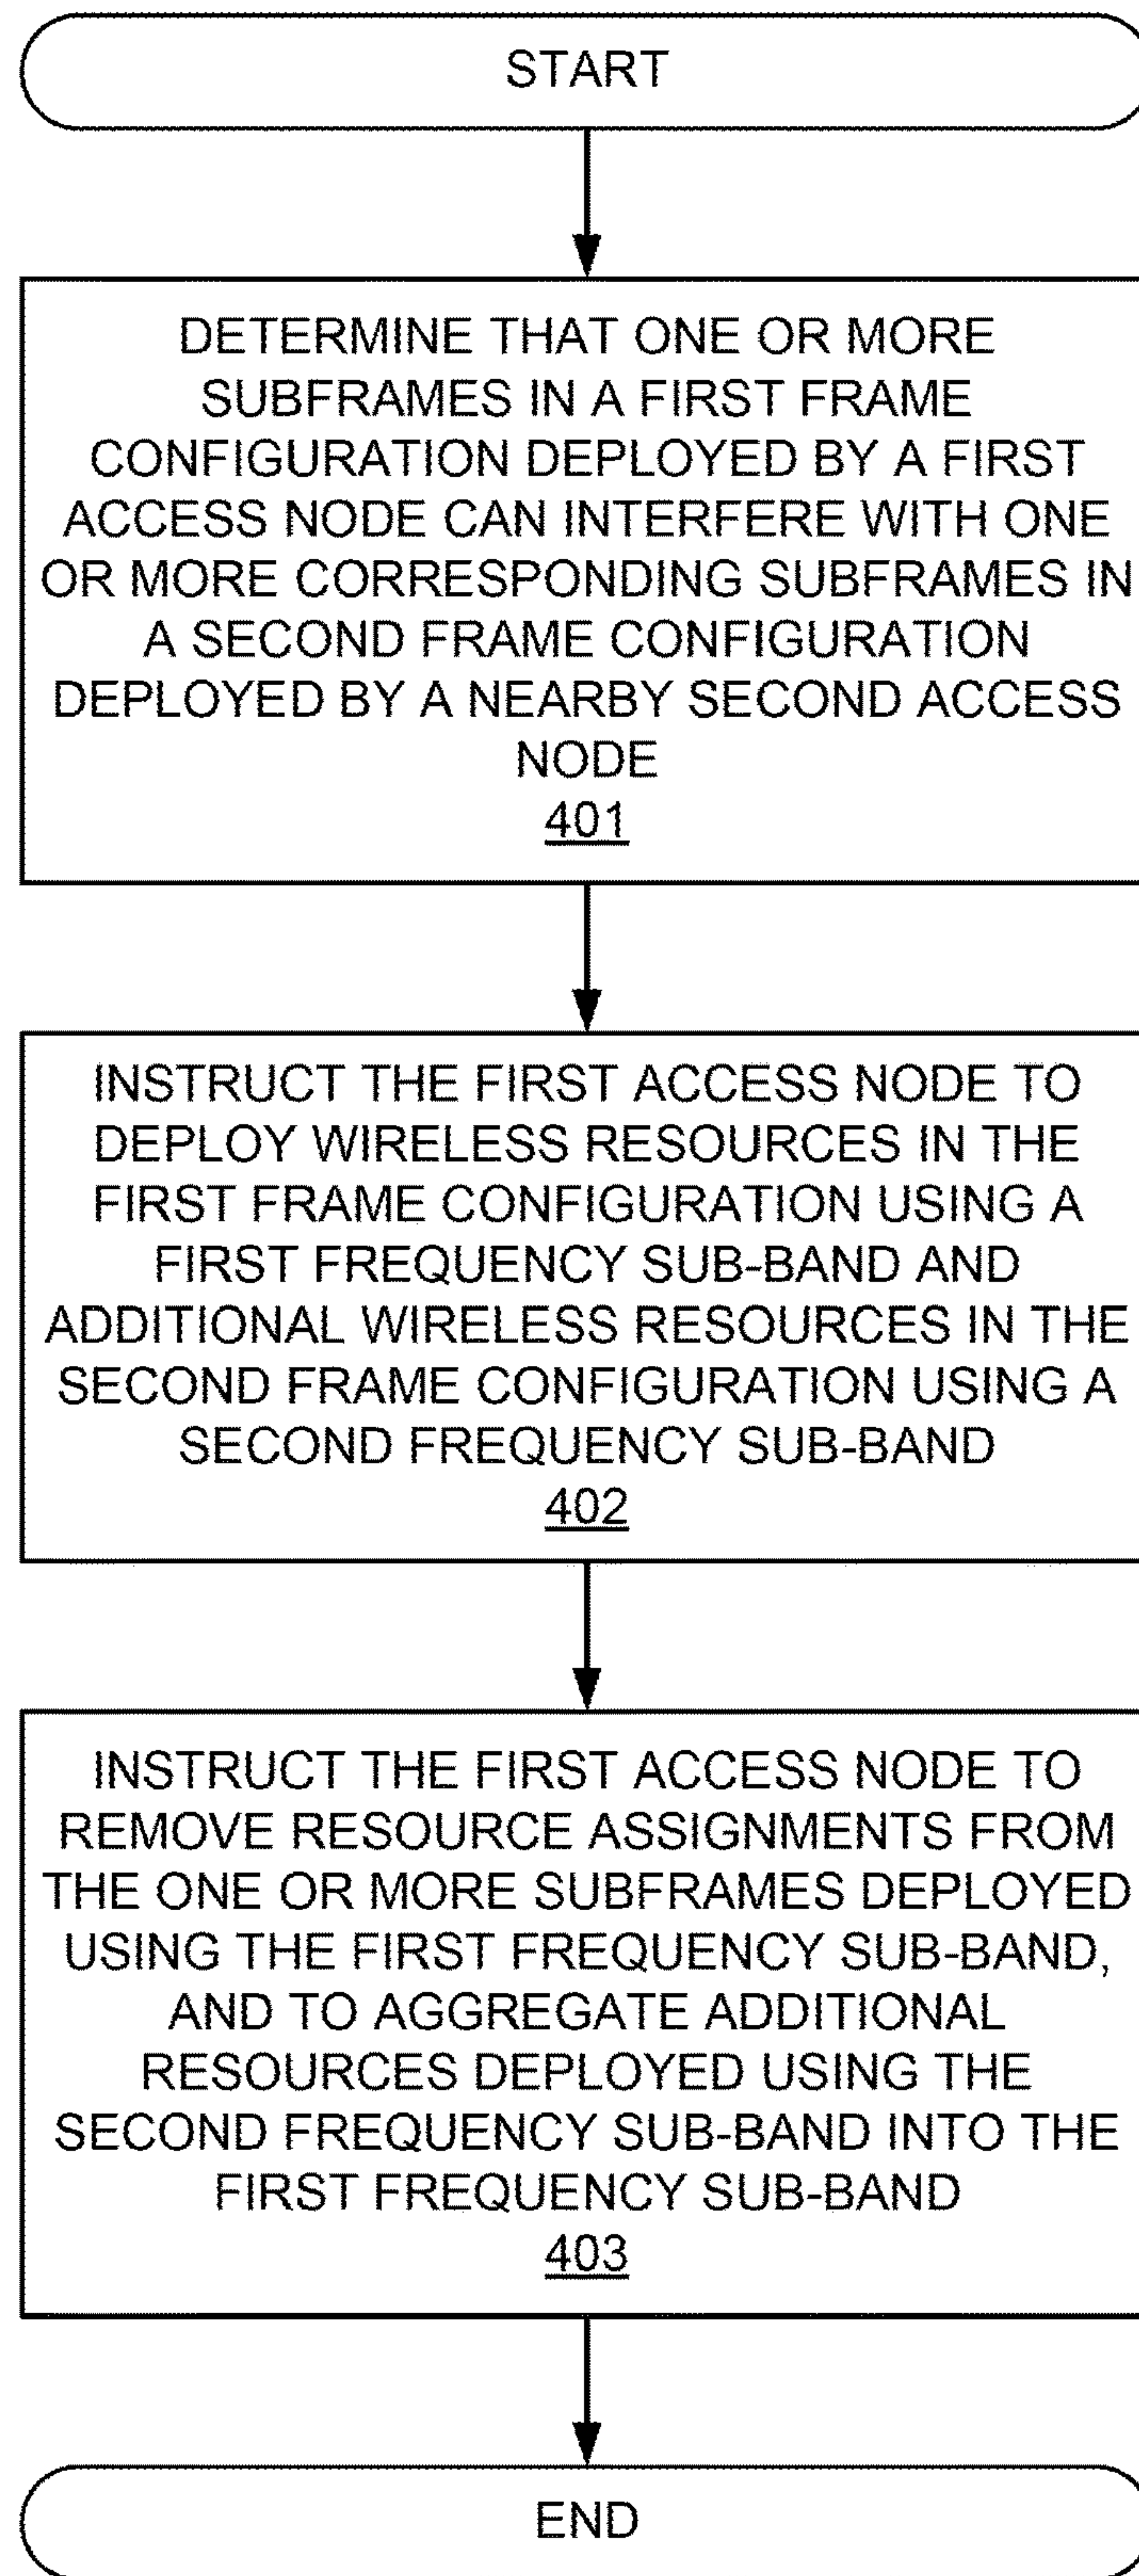 START
DETERMINE THAT ONE OR MORE
SUBFRAMES IN A FIRST FRAME
CONFIGURATION DEPLOYED BY A FIRST
ACCESS NODE CAN INTERFERE WITH ONE
OR MORE CORRESPONDING SUBFRAMES IN
A SECOND FRAME CONFIGURATION
DEPLOYED BY A NEARBY SECOND ACCESS
NODE
401
INSTRUCT THE FIRST ACCESS NODE TO
DEPLOY WIRELESS RESOURCES IN THE
FIRST FRAME CONFIGURATION USING A
FIRST FREQUENCY SUB-BAND AND
ADDITIONAL WIRELESS RESOURCES IN THE
SECOND FRAME CONFIGURATION USING A
SECOND FREQUENCY SUB-BAND
402
INSTRUCT THE FIRST ACCESS NODE TO
REMOVE RESOURCE ASSIGNMENTS FROM
THE ONE OR MORE SUBFRAMES DEPLOYED
USING THE FIRST FREQUENCY SUB-BAND,
AND TO AGGREGATE ADDITIONAL
RESOURCES DEPLOYED USING THE
SECOND FREQUENCY SUB-BAND INTO THE
FIRST FREQUENCY SUB-BAND
403
END